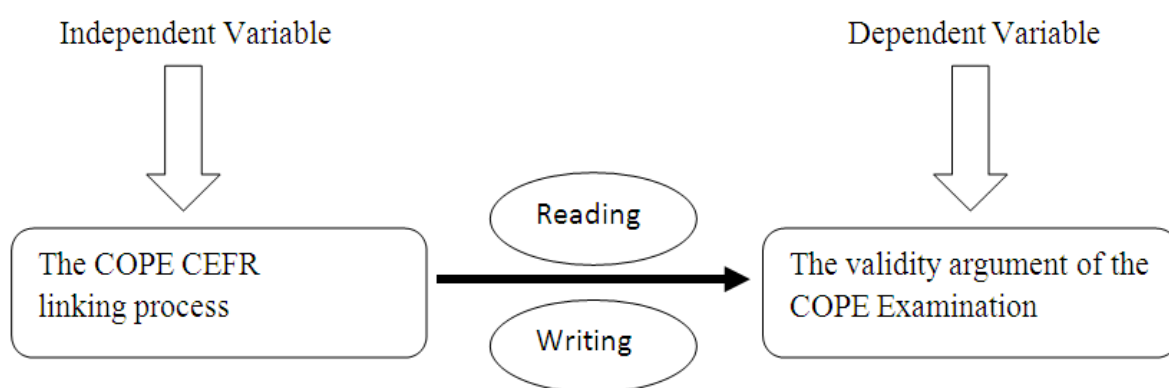 Independent Variable
Dependent Variable
The COPE CEFR
linking process
Reading
Writing
The validity argument of the
COPE Examination